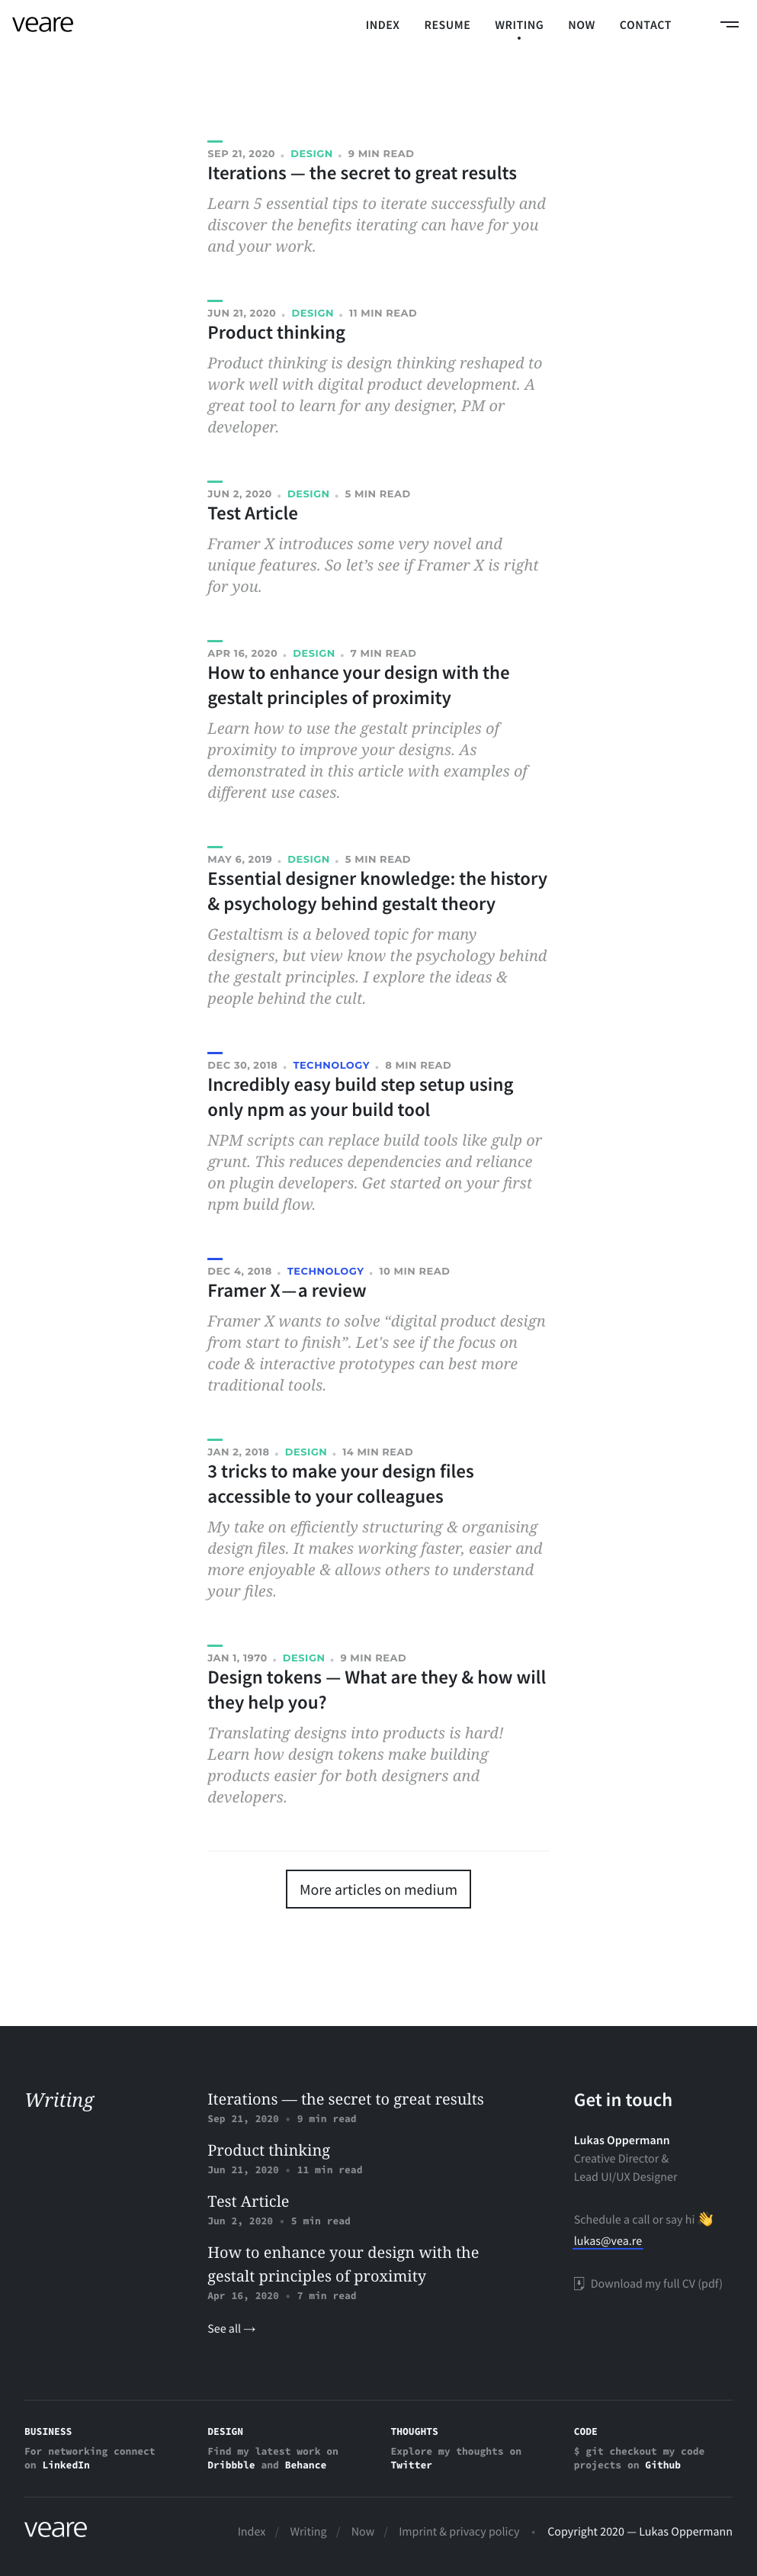 veare
INDEX RESUME WRITING NOW CONTACT
SEP 21, 2020 • DESIGN • 9 MIN READ
Iterations — the secret to great results
Learn 5 essential tips to iterate successfully and
discover the benefits iterating can have for you
and your work.
JUN 21, 2020 • DESIGN • 11 MIN READ
Product thinking
Product thinking is design thinking reshaped to
work well with digital product development. A
great tool to learn for any designer, PM or
developer.
JUN 2, 2020 • DESIGN • 5 MIN READ
Test Article
Framer X introduces some very novel and
unique features. So let’s see if Framer X is right
for you.
APR 16, 2020 • DESIGN • 7 MIN READ
How to enhance your design with the
gestalt principles of proximity
Learn how to use the gestalt principles of
proximity to improve your designs. As
demonstrated in this article with examples of
different use cases.
MAY 6, 2019 • DESIGN • 5 MIN READ
Essential designer knowledge: the history
& psychology behind gestalt theory
Gestaltism is a beloved topic for many
designers, but view know the psychology behind
the gestalt principles. I explore the ideas &
people behind the cult.
DEC 30, 2018 • TECHNOLOGY • 8 MIN READ
Incredibly easy build step setup using
only npm as your build tool
NPM scripts can replace build tools like gulp or
grunt. This reduces dependencies and reliance
on plugin developers. Get started on your first
npm build flow.
DEC 4, 2018 • TECHNOLOGY • 10 MIN READ
Framer X — a review
Framer X wants to solve “digital product design
from start to finish”. Let's see if the focus on
code & interactive prototypes can best more
traditional tools.
JAN 2, 2018 • DESIGN • 14 MIN READ
3 tricks to make your design files
accessible to your colleagues
My take on efficiently structuring & organising
design files. It makes working faster, easier and
more enjoyable & allows others to understand
your files.
JAN 1, 1970 • DESIGN • 9 MIN READ
Design tokens — What are they & how will
they help you?
Translating designs into products is hard!
Learn how design tokens make building
products easier for both designers and
developers.
More articles on medium
Writing
Iterations — the secret to great results
Sep 21, 2020 • 9 min read
Product thinking
Jun 21, 2020 • 11 min read
Test Article
Jun 2, 2020 • 5 min read
How to enhance your design with the
gestalt principles of proximity
Apr 16, 2020 • 7 min read
See all →
Get in touch
Lukas Oppermann
Creative Director &
Lead UI/UX Designer
Schedule a call or say hi 👋
lukas@vea.re
Download my full CV (pdf)
BUSINESS
For networking connect
on LinkedIn
DESIGN
Find my latest work on
Dribbble and Behance
THOUGHTS
Explore my thoughts on
Twitter
CODE
$ git checkout my code
projects on Github
veare
Index / Writing / Now / Imprint & privacy policy • Copyright 2020 — Lukas Oppermann